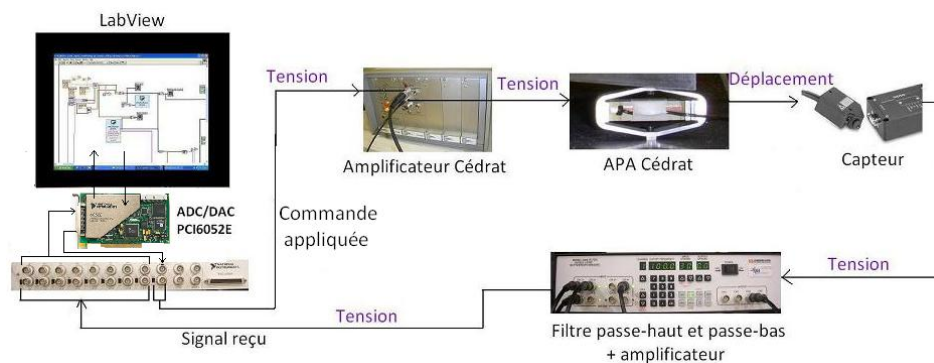 LabView
Tension
Tension
Déplacement
Amplificateur Cédrat
APA Cédrat
Capteur
ADC/DAC
PCI6052E
Commande
appliquée
Tension
Signal reçu
Tension
Filtre passe-haut et passe-bas
+ amplificateur